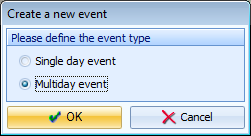 Create a new event
Please define the event type
Single day event
Multiday event
OK
Cancel